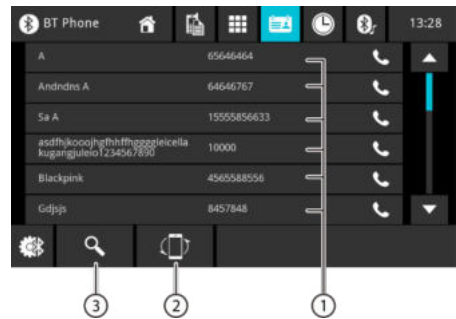 BT Phone 13:28
A 65646464
Andndns A 64646767
Sa A 15555856633
asdfhjkooojhgfhhffhggggleicella
kugangjuleio1234567890 10000
Blackpink 4565588556
Gdjsjs 8457848
3 2 1